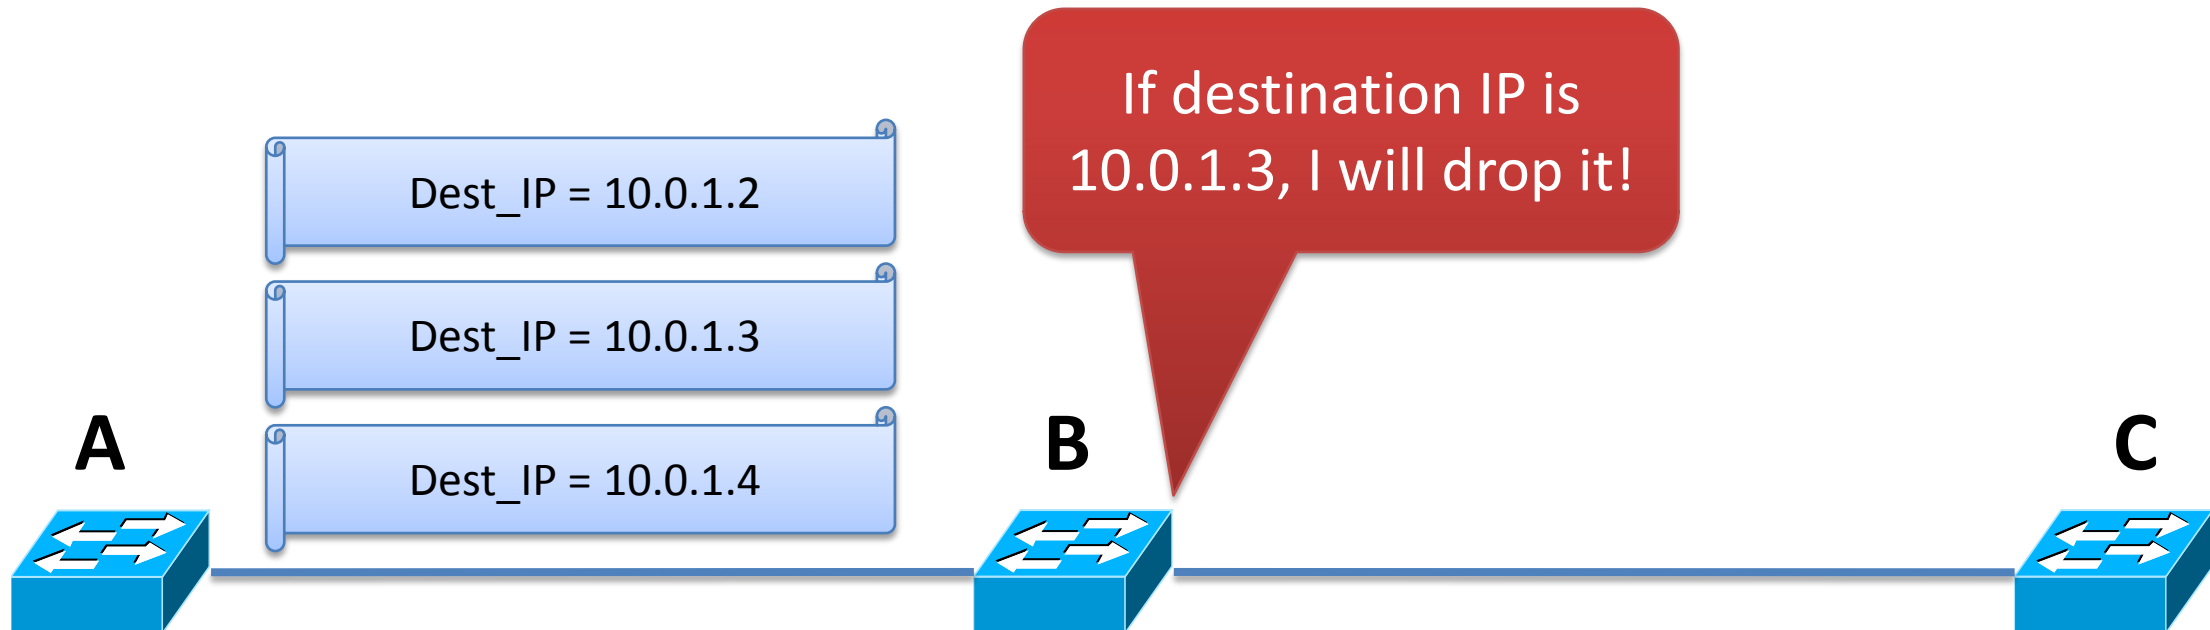 If destination IP is
10.0.1.3, I will drop it!
Dest_IP = 10.0.1.2
Dest_IP = 10.0.1.3
Dest_IP = 10.0.1.4
A
B
C